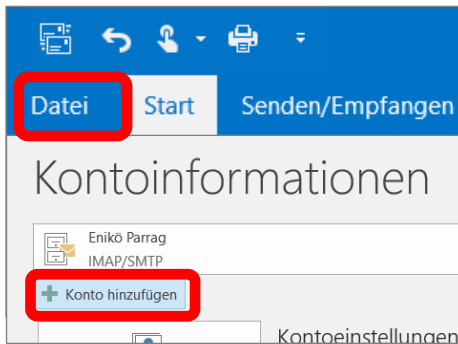 Datei Start Senden/Empfangen
Kontoinformationen
Enikö Parrag
IMAP/SMTP
Konto hinzufügen
Kontoeinstellungen